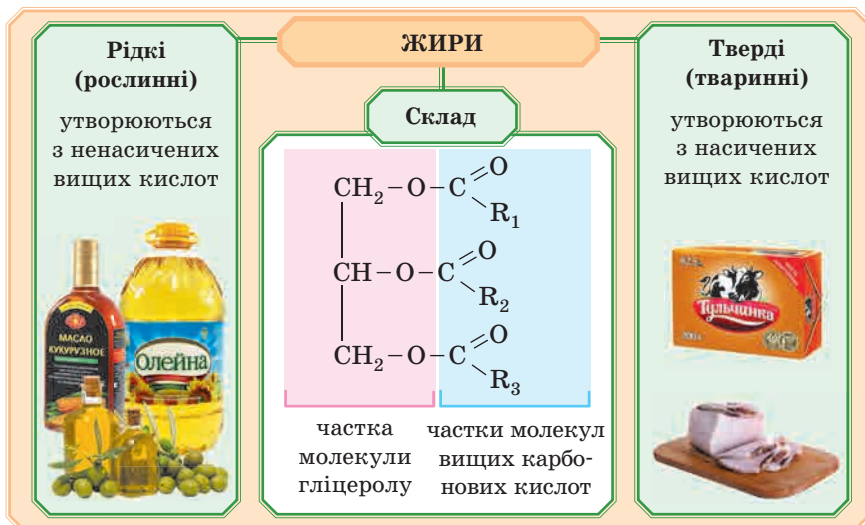 ЖИРИ
Рідкі
(рослинні)
утворюються
з ненасичених
вищих кислот
МАСЛО
КУКУРУЗНОЕ
Олейна
Склад
CH₂–O–C
O
R₁
CH–O–C
O
R₂
CH₂–O–C
O
R₃
частка
молекули
гліцеролу
частки молекул
вищих карбо-
нових кислот
Тверді
(тваринні)
утворюються
з насичених
вищих кислот
Тульчинка